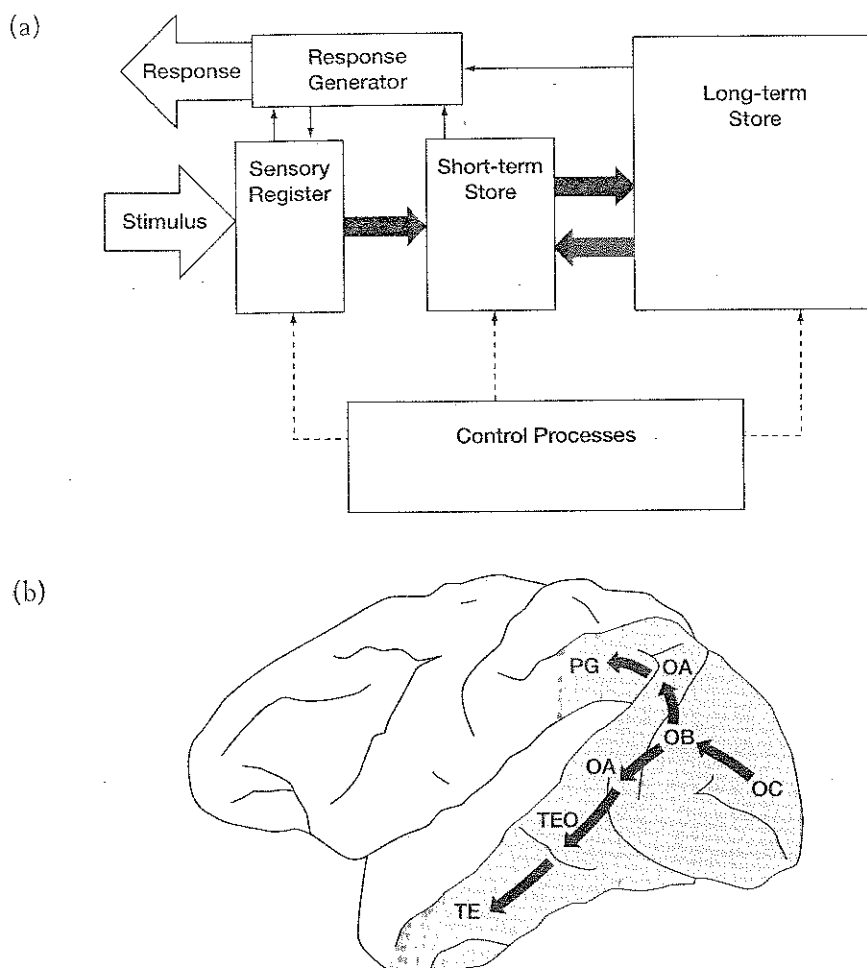 (a)
Response
Response
Generator
Long-term
Store
Sensory
Register
Short-term
Store
Stimulus
Control Processes
(b)
PG
OA
OB
OA
OC
TEO
TE